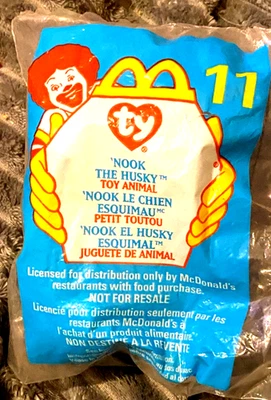 11
ty
®
'NOOK
THE HUSKY™
TOY ANIMAL
'NOOK LE CHIEN
ESQUIMAU MC
PETIT TOUTOU
'NOOK EL HUSKY
ESQUIMAL™
JUGUETE DE ANIMAL
Licensed for distribution only by McDonald's
restaurants with food purchase.
NOT FOR RESALE
Licencié pour distribution seulement par les
restaurants McDonald's à
l'achat d'un produit alimentaire.
NON DESTINÉ À LA REVENTE